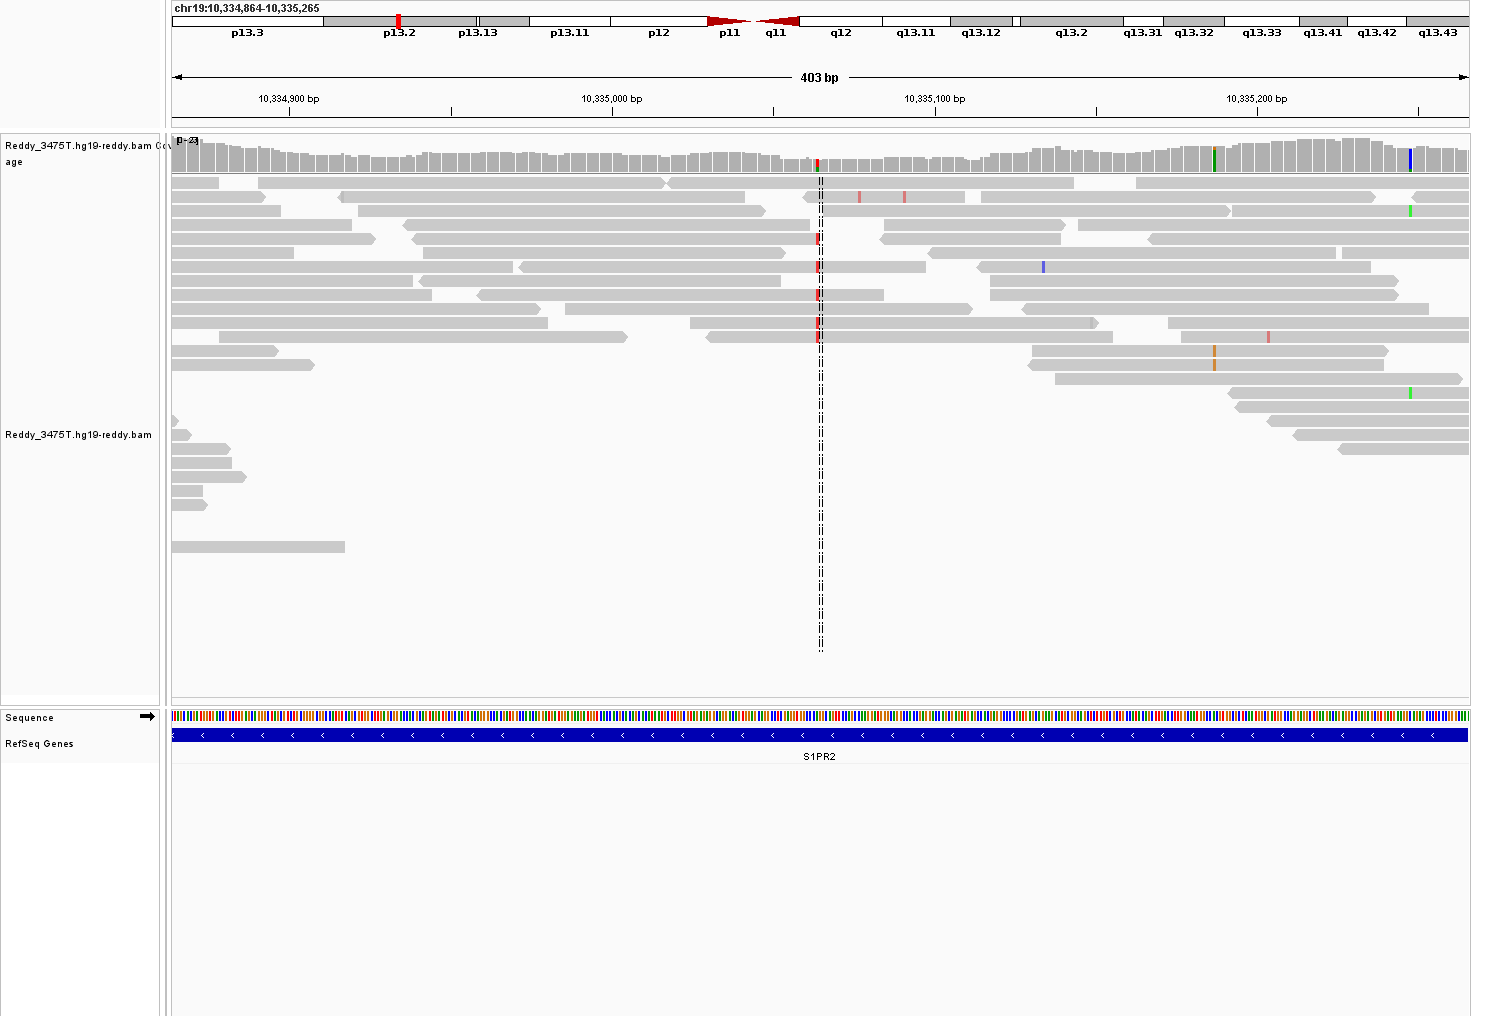 chr19:10,334,864-10,335,265
p13.3 p13.2 p13.13 p13.11 p12 p11 q11 q12 q13.11 q13.12 q13.2 q13.31 q13.32 q13.33 q13.41 q13.42 q13.43
403 bp
10,334,900 bp 10,335,000 bp 10,335,100 bp 10,335,200 bp
Reddy_3475T.hg19-reddy.bam Cov
age
Reddy_3475T.hg19-reddy.bam
Sequence
RefSeq Genes
S1PR2